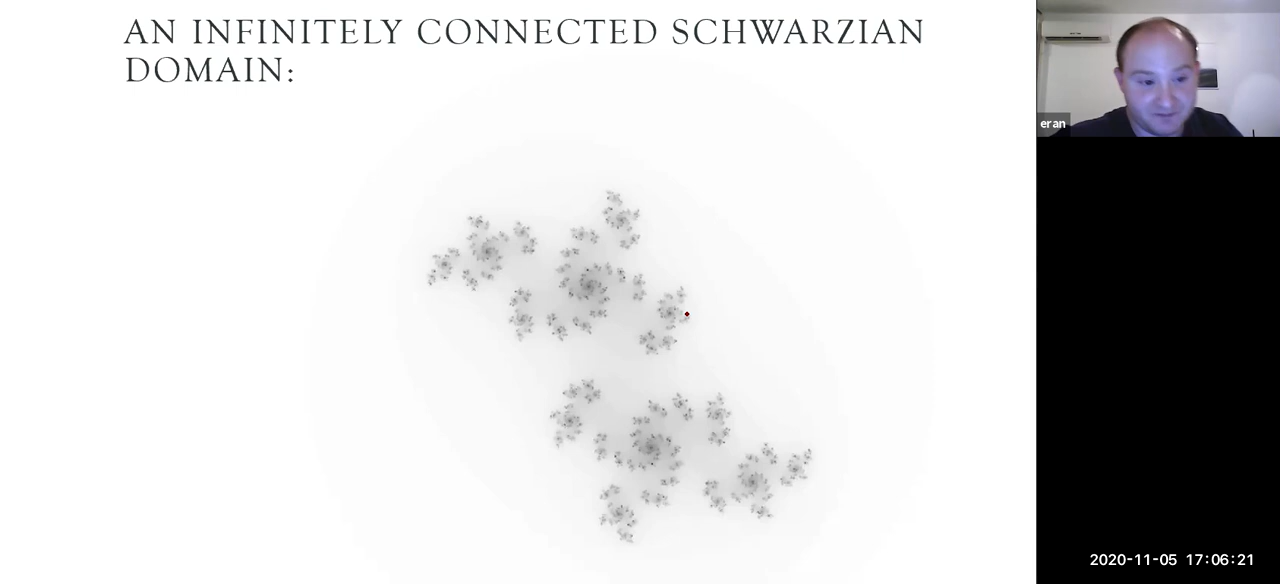 AN INFINITELY CONNECTED SCHWARZIAN
DOMAIN:
eran
2020-11-05 17:06:21